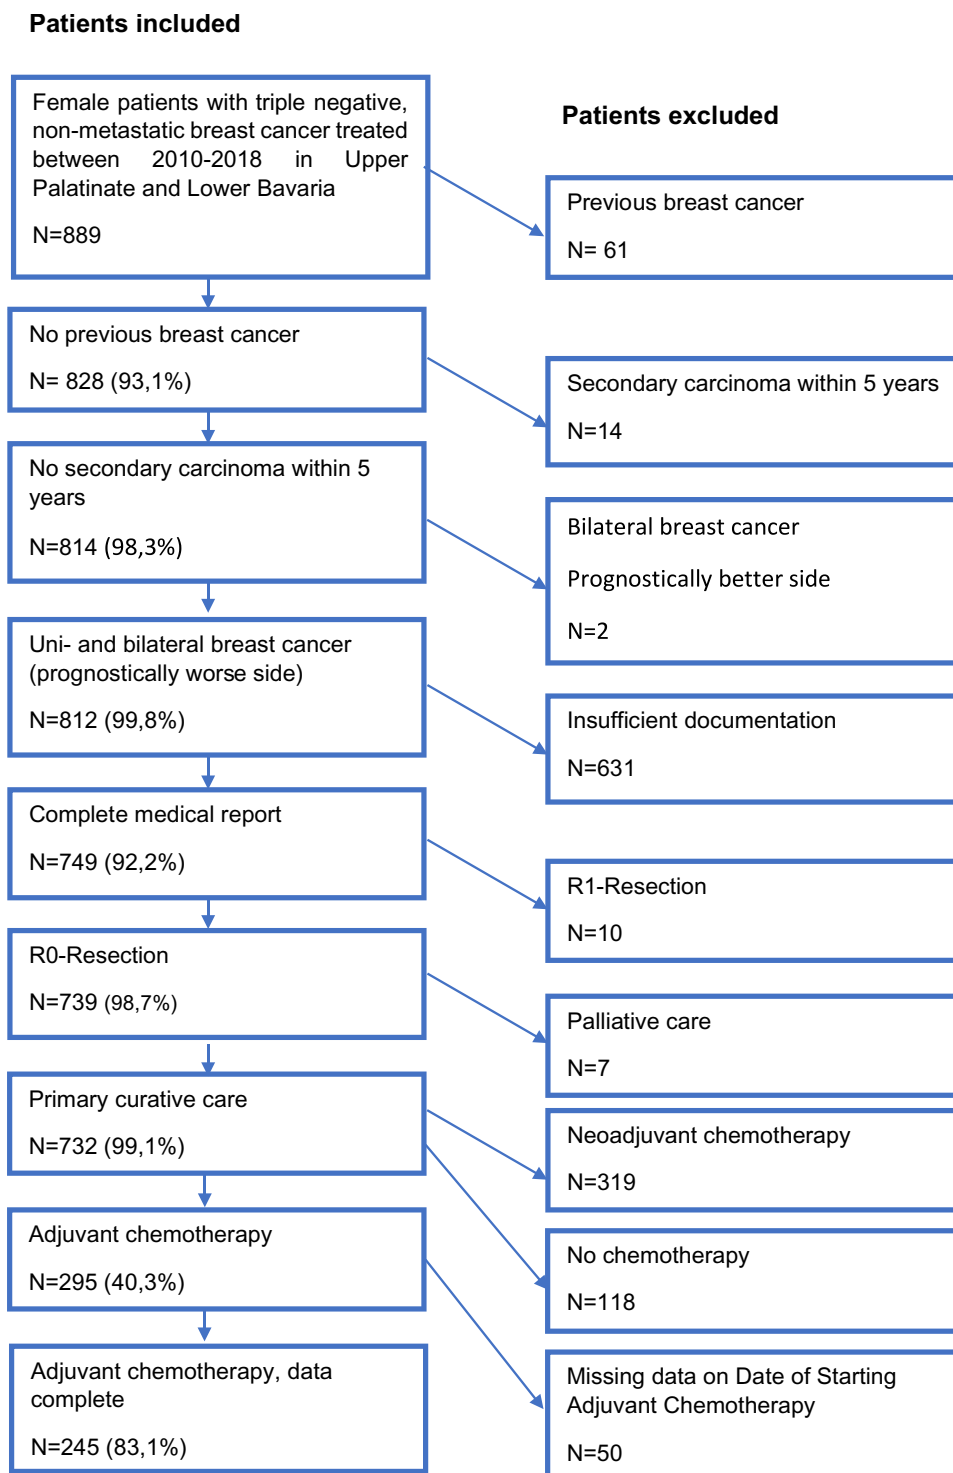 Patients included
Female patients with triple negative,
non-metastatic breast cancer treated
between 2010-2018 in Upper
Palatinate and Lower Bavaria
N=889
Patients excluded
Previous breast cancer
N= 61
No previous breast cancer
N= 828 (93,1%)
Secondary carcinoma within 5 years
N=14
No secondary carcinoma within 5
years
N=814 (98,3%)
Bilateral breast cancer
Prognostically better side
N=2
Uni- and bilateral breast cancer
(prognostically worse side)
N=812 (99,8%)
Insufficient documentation
N=631
Complete medical report
N=749 (92,2%)
R1-Resection
N=10
R0-Resection
N=739 (98,7%)
Palliative care
N=7
Primary curative care
N=732 (99,1%)
Neoadjuvant chemotherapy
N=319
Adjuvant chemotherapy
N=295 (40,3%)
No chemotherapy
N=118
Adjuvant chemotherapy, data
complete
N=245 (83,1%)
Missing data on Date of Starting
Adjuvant Chemotherapy
N=50